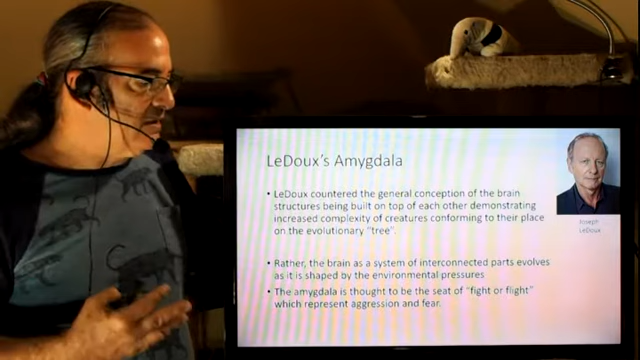 LeDoux's Amygdala
• LeDoux countered the general conception of the brain
structures being built on top of each other demonstrating
increased complexity of creatures conforming to their place
on the evolutionary "tree".
• Rather, the brain as a system of interconnected parts evolves
as it is shaped by the environmental pressures
• The amygdala is thought to be the seat of "fight or flight"
which represent aggression and fear.
Joseph
LeDoux